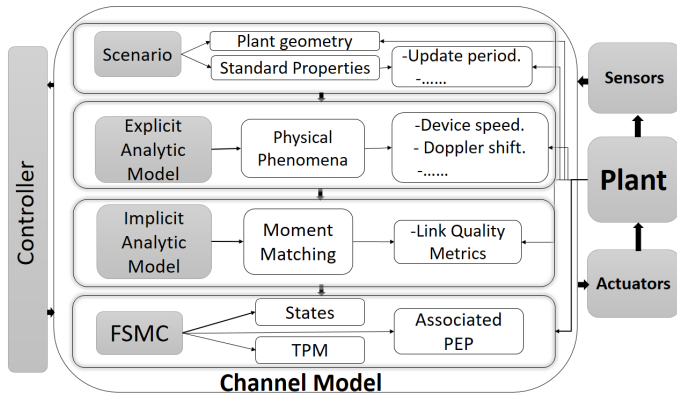 Controller
Scenario
Plant geometry
Standard Properties
-Update period.
-......
Explicit
Analytic
Model
Physical
Phenomena
-Device speed.
- Doppler shift.
-......
Implicit
Analytic
Model
Moment
Matching
-Link Quality
Metrics
FSMC
States
TPM
Associated
PEP
Channel Model
Sensors
Plant
Actuators